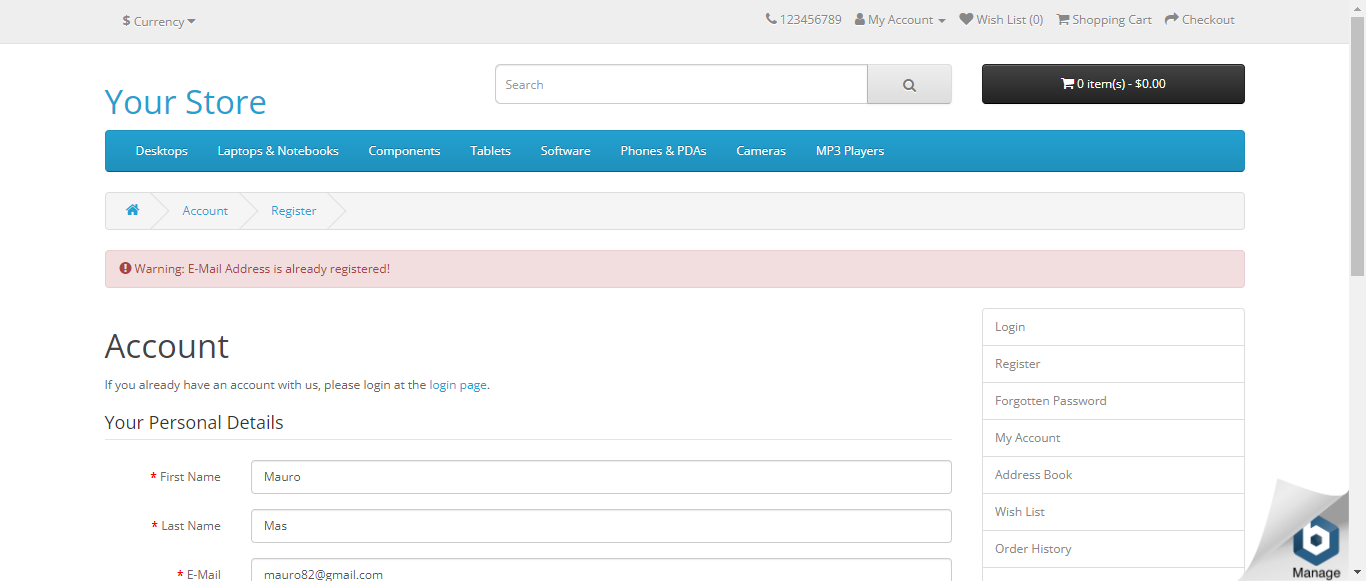 $ Currency
123456789 My Account Wish List (0) Shopping Cart Checkout
Your Store
Search
0 item(s) - $0.00
Desktops Laptops & Notebooks Components Tablets Software Phones & PDAs Cameras MP3 Players
Account Register
Warning: E-Mail Address is already registered!
Account
If you already have an account with us, please login at the login page.
Your Personal Details
* First Name Mauro
* Last Name Mas
* E-Mail mauro82@gmail.com
Login
Register
Forgotten Password
My Account
Address Book
Wish List
Order History
b
Manage